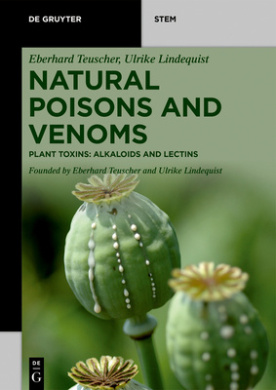 DE GRUYTER
STEM
Eberhard Teuscher, Ulrike Lindequist
NATURAL
POISONS AND
VENOMS
PLANT TOXINS: ALKALOIDS AND LECTINS
Founded by Eberhard Teuscher and Ulrike Lindequist
DE
G